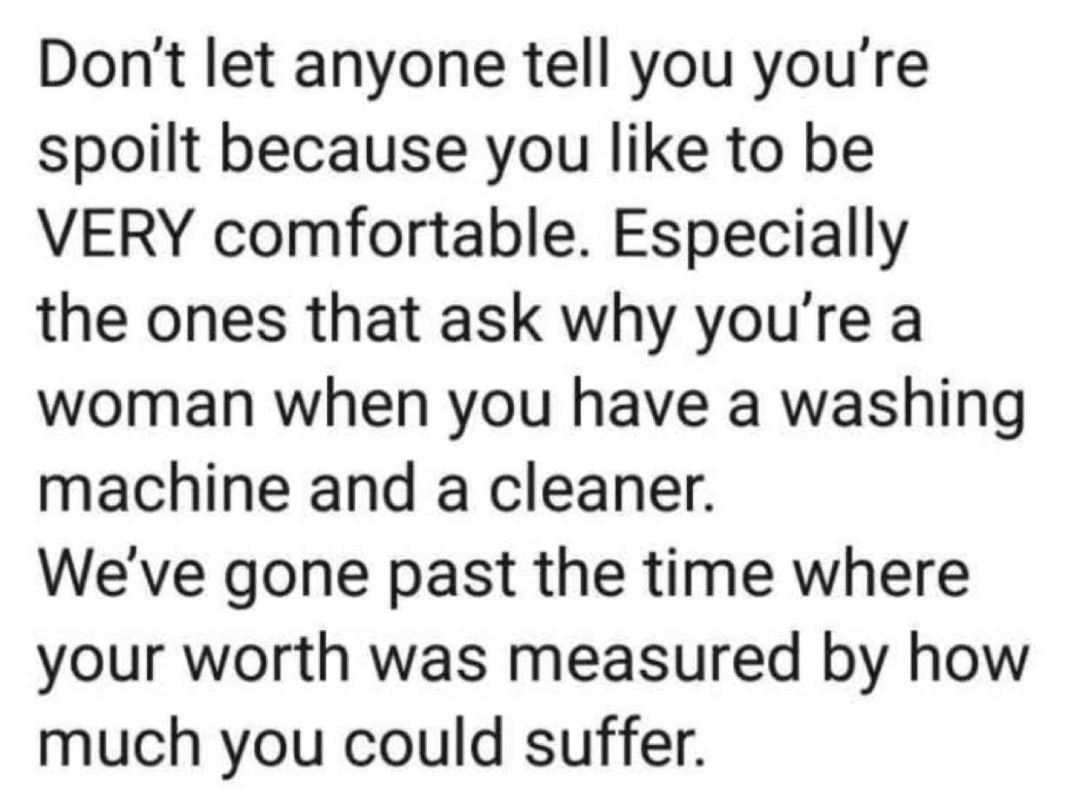 Don’t let anyone tell you you’re
spoilt because you like to be
VERY comfortable. Especially
the ones that ask why you’re a
woman when you have a washing
machine and a cleaner.
We’ve gone past the time where
your worth was measured by how
much you could suffer.